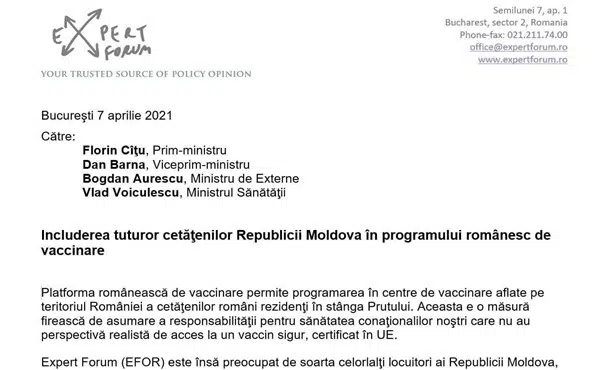 ExPERT
FORUM
YOUR TRUSTED SOURCE OF POLICY OPINION
Semilunei 7, ap. 1
Bucharest, sector 2, Romania
Phone-fax: 021.211.74.00
office@expertforum.ro
www.expertforum.ro
Bucureşti 7 aprilie 2021
Către:
Florin Cîţu, Prim-ministru
Dan Barna, Viceprim-ministru
Bogdan Aurescu, Ministru de Externe
Vlad Voiculescu, Ministrul Sănătăţii
Includerea tuturor cetăţenilor Republicii Moldova în programului românesc de
vaccinare
Platforma românească de vaccinare permite programarea în centre de vaccinare aflate pe
teritoriul României a cetăţenilor români rezidenţi în stânga Prutului. Aceasta e o măsură
firească de asumare a responsabilităţii pentru sănătatea conaţionalilor noştri care nu au
perspectivă realistă de acces la un vaccin sigur, certificat în UE.
Expert Forum (EFOR) este însă preocupat de soarta celorlalţi locuitori ai Republicii Moldova,